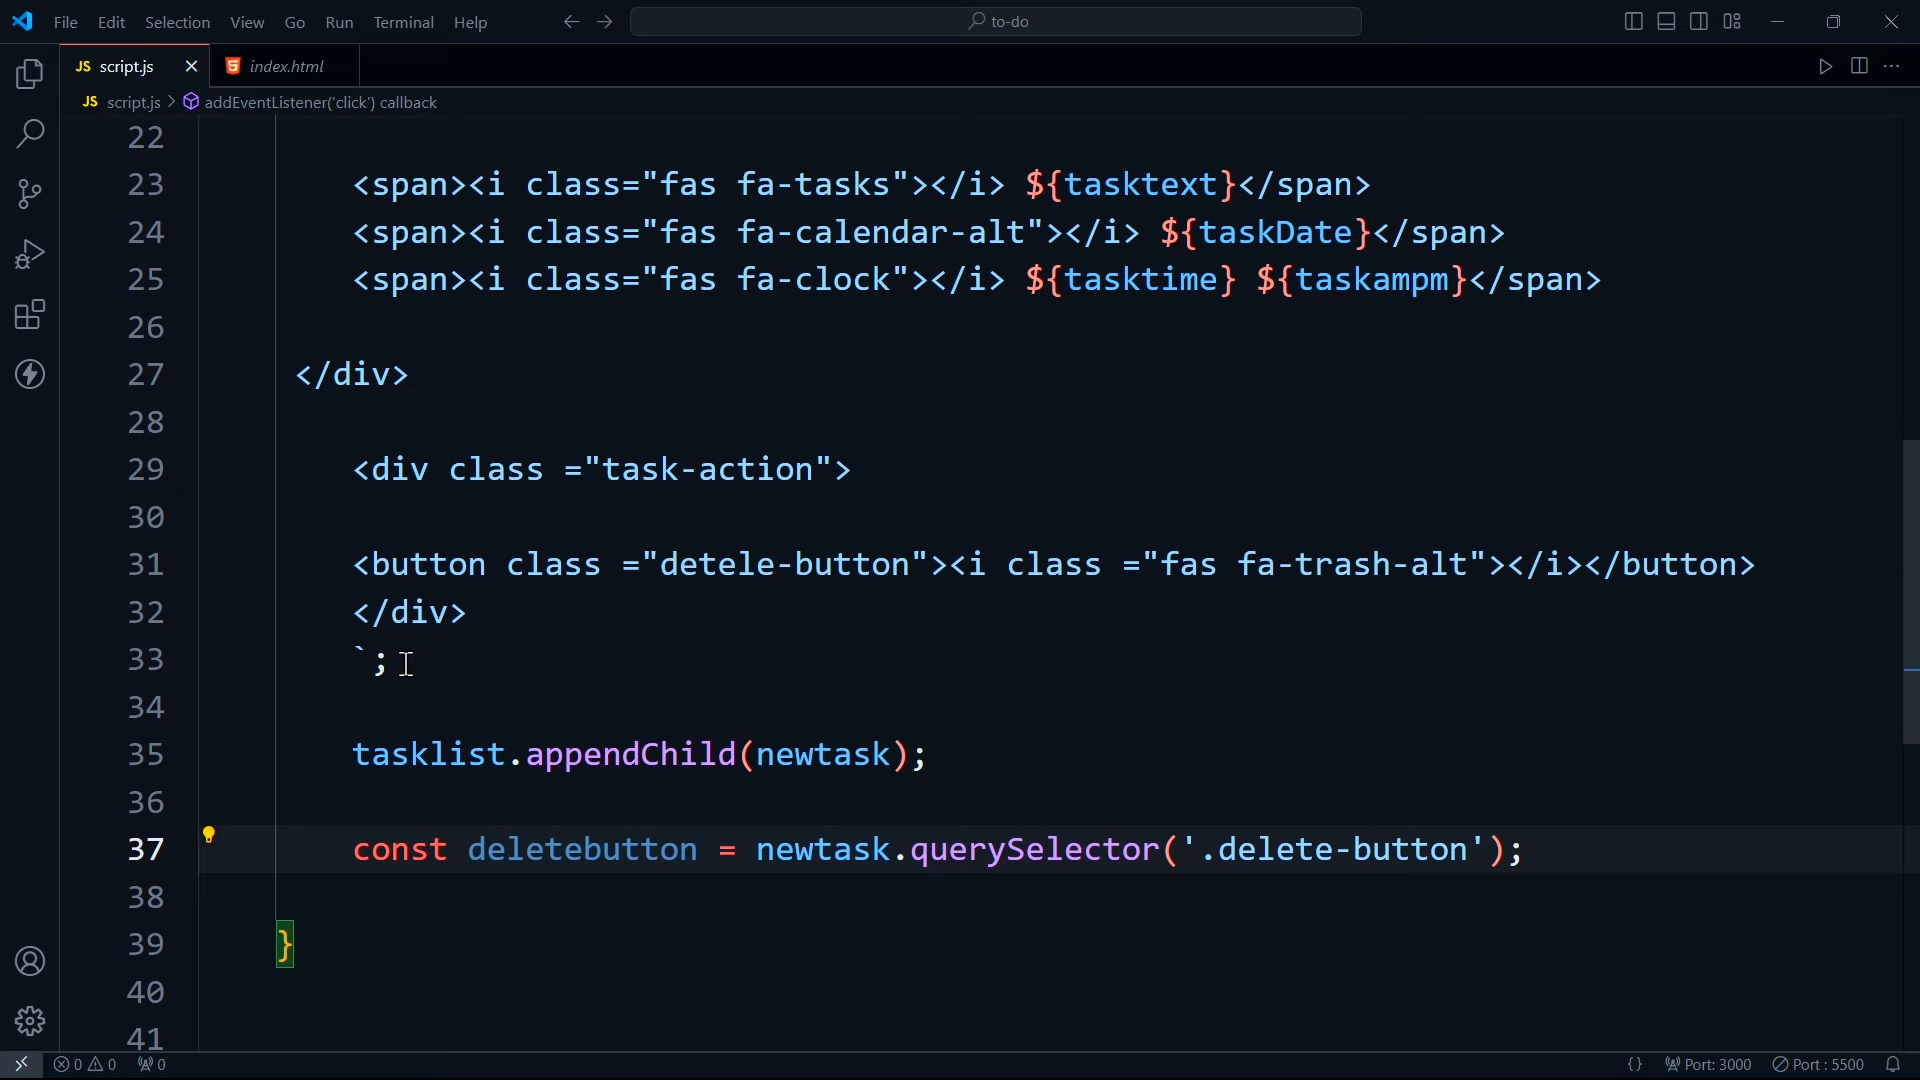 File Edit Selection View Go Run Terminal Help to-do
JS script.js index.html
JS script.js > addEventListener('click') callback
22
23 <span><i class="fas fa-tasks"></i> ${tasktext}</span>
24 <span><i class="fas fa-calendar-alt"></i> ${taskDate}</span>
25 <span><i class="fas fa-clock"></i> ${tasktime} ${taskampm}</span>
26
27 </div>
28
29 <div class ="task-action">
30
31 <button class ="detele-button"><i class ="fas fa-trash-alt"></i></button>
32 </div>
33 `;
34
35 tasklist.appendChild(newtask);
36
37 const deletebutton = newtask.querySelector('.delete-button');
38
39 }
40
41
0 0 0 {} Port: 3000 Port : 5500